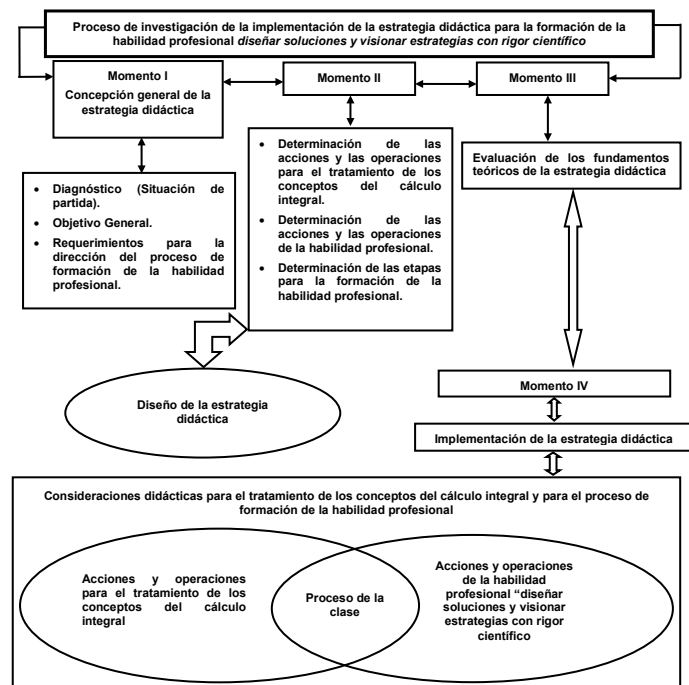 Proceso de investigación de la implementación de la estrategia didáctica para la formación de la
habilidad profesional diseñar soluciones y visionar estrategias con rigor científico
Momento I
Concepción general de la
estrategia didáctica
Momento II
Momento III
• Diagnóstico (Situación de
partida).
• Objetivo General.
• Requerimientos para la
dirección del proceso de
formación de la habilidad
profesional.
• Determinación de las
acciones y las operaciones
para el tratamiento de los
conceptos del cálculo
integral.
• Determinación de las
acciones y las operaciones
de la habilidad profesional.
• Determinación de las etapas
para la formación de la
habilidad profesional.
Evaluación de los fundamentos
teóricos de la estrategia didáctica
Diseño de la estrategia
didáctica
Momento IV
Implementación de la estrategia didáctica
Consideraciones didácticas para el tratamiento de los conceptos del cálculo integral y para el proceso de
formación de la habilidad profesional
Acciones y operaciones
para el tratamiento de los
conceptos del cálculo
integral
Proceso de la
clase
Acciones y operaciones
de la habilidad
profesional “diseñar
soluciones y visionar
estrategias con rigor
científico